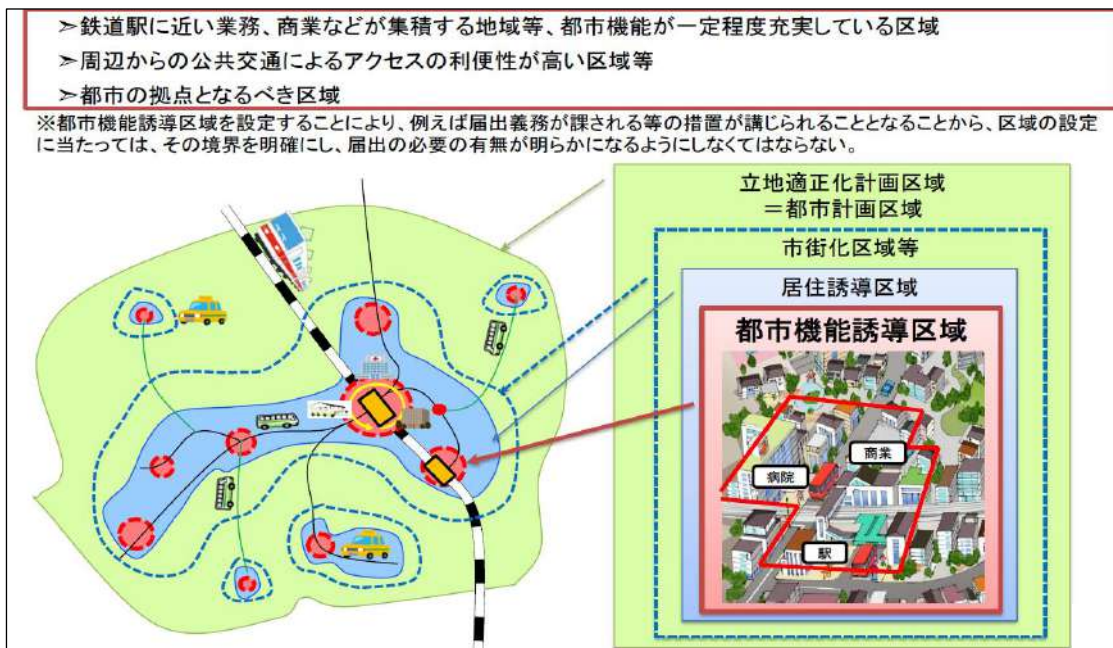 ➢鉄道駅に近い業務、商業などが集積する地域等、都市機能が一定程度充実している区域
➢周辺からの公共交通によるアクセスの利便性が高い区域等
➢都市の拠点となるべき区域
※都市機能誘導区域を設定することにより、例えば届出義務が課される等の措置が講じられることとなることから、区域の設定
に当たっては、その境界を明確にし、届出の必要の有無が明らかになるようにしなくてはならない。
立地適正化計画区域
＝都市計画区域
市街化区域等
居住誘導区域
都市機能誘導区域
商業
病院
駅